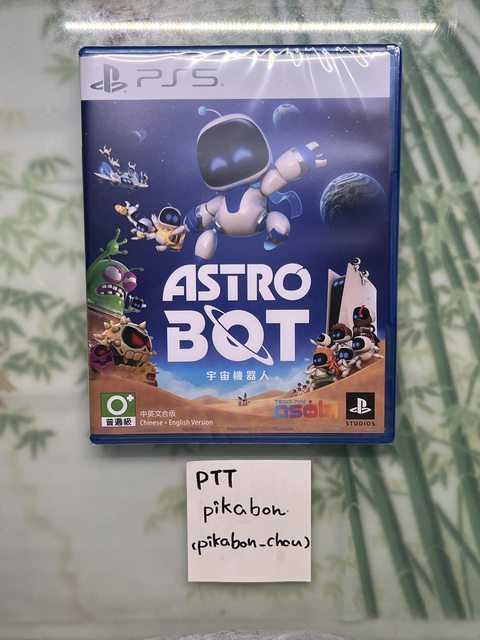 PS5
ASTRO
BOT
宇宙機器人
0+
普遍級
中英文合版
Chinese • English Version
TEAM
ASOBI
STUDIOS
PTT
pikabon
(pikabon_chou)